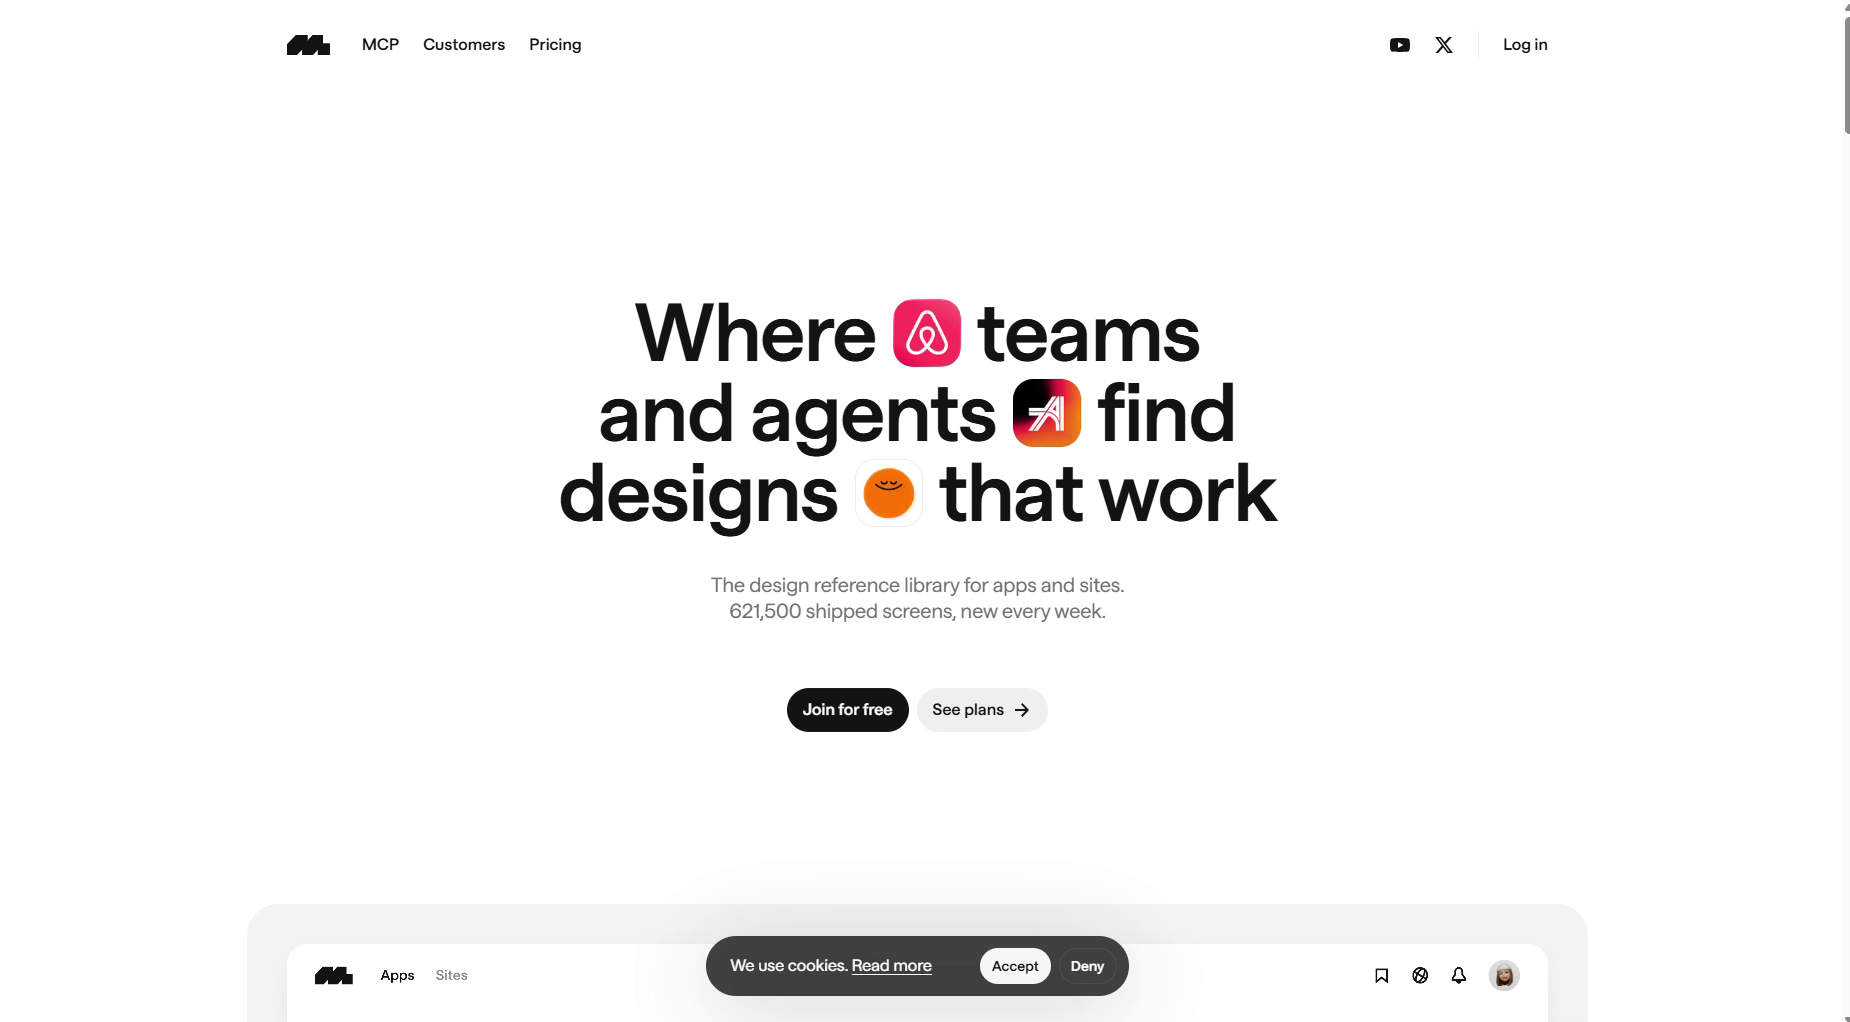 MCP Customers Pricing Log in
Where teams
and agents find
designs that work
The design reference library for apps and sites.
621,500 shipped screens, new every week.
Join for free See plans
We use cookies. Read more Accept Deny
Apps Sites